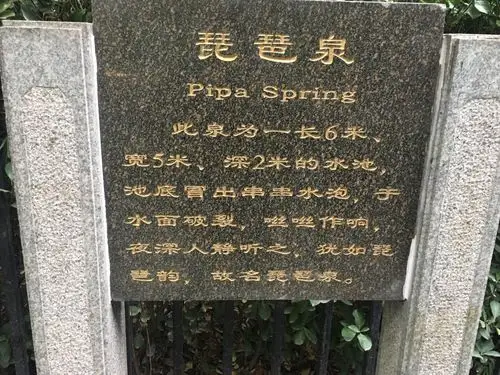 琵琶泉
Pipa Spring
此泉为一长6米、
宽5米、深2米的水池，
池底冒出串串水泡，于
水面破裂，咝咝作响，
夜深人静听之，犹如琵
琶韵，故名琵琶泉。